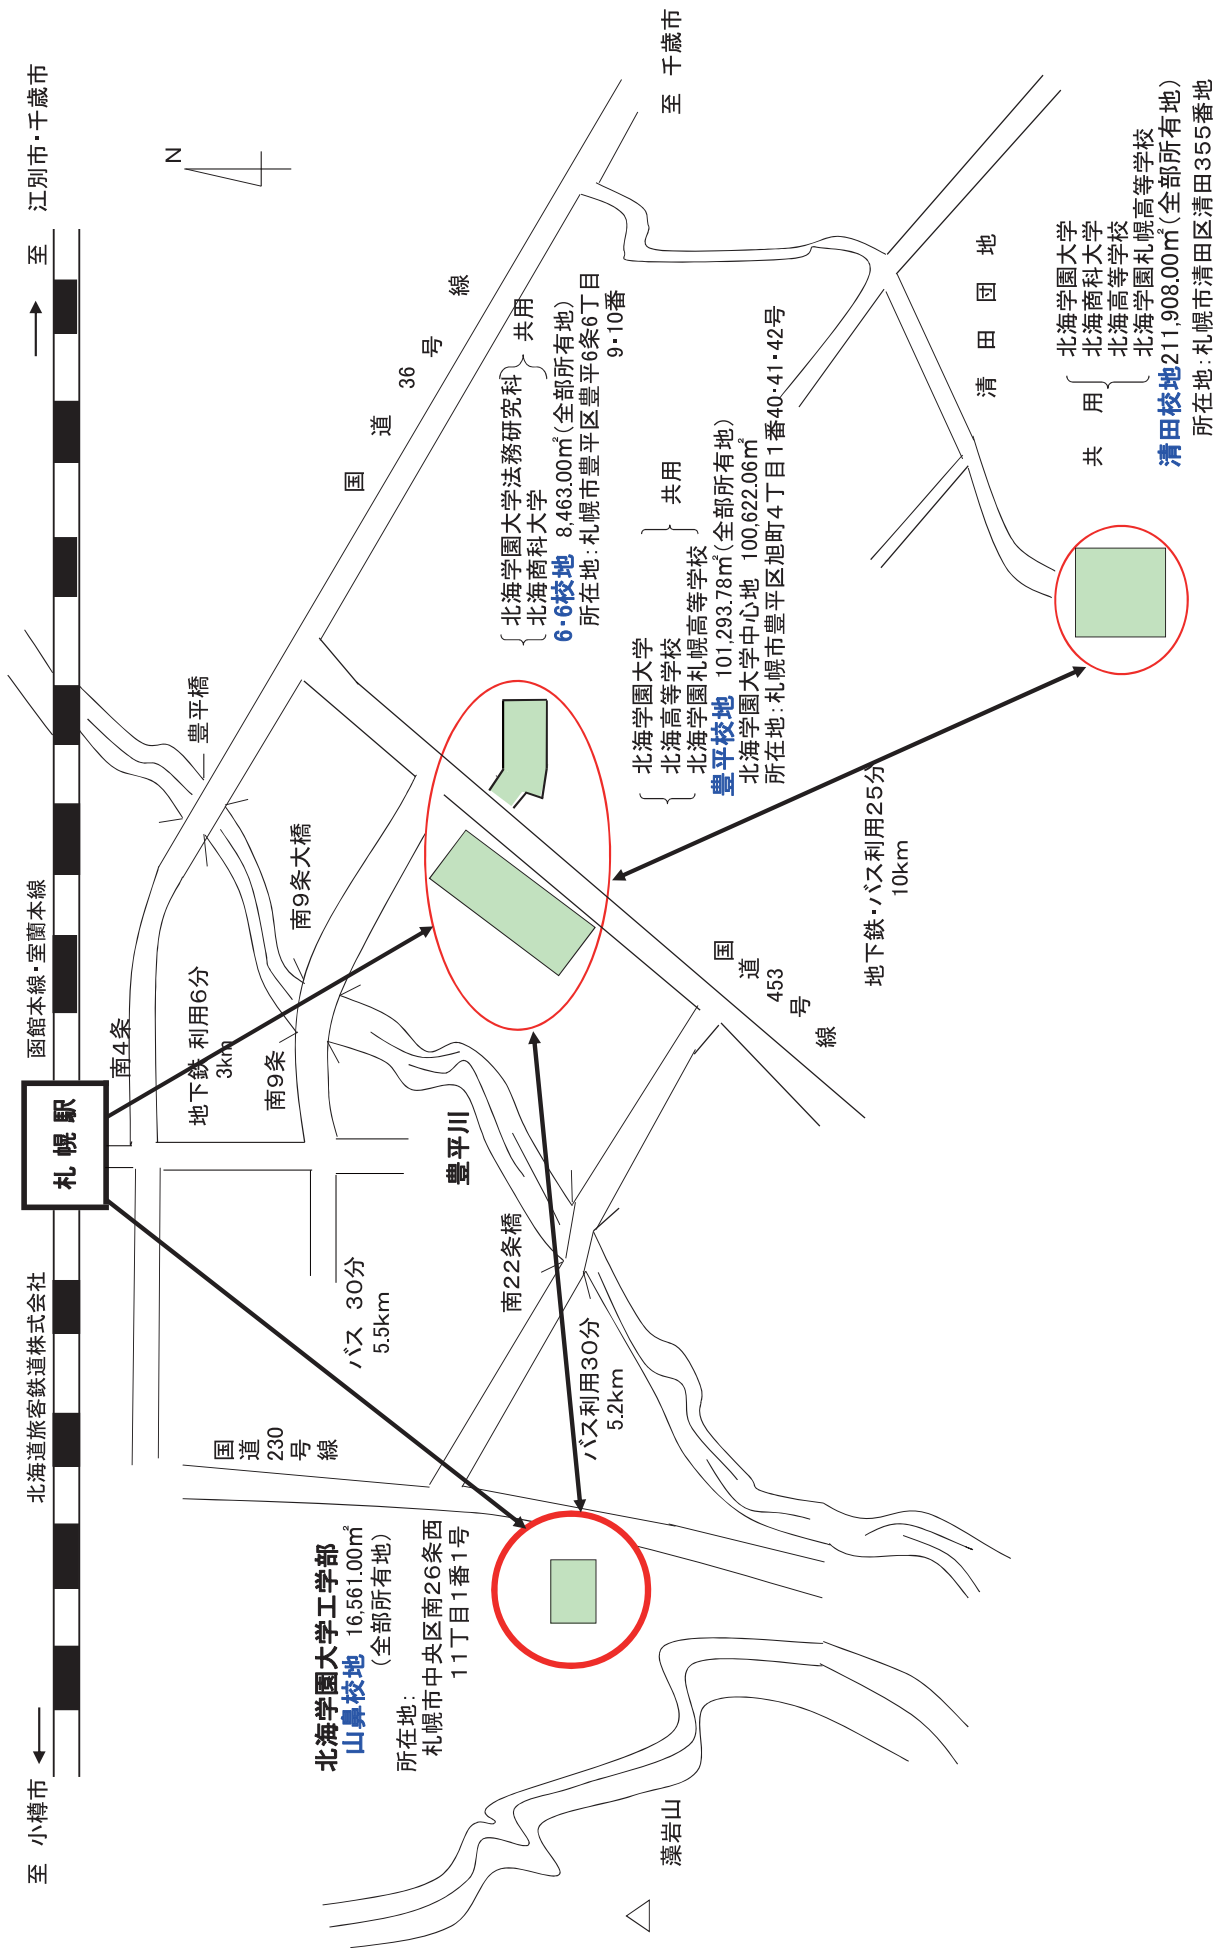 至　小樽市
北海道旅客鉄道株式会社
札幌駅
函館本線・室蘭本線
至　江別市・千歳市
N
南4条
地下鉄 利用6分
3km
南9条
南9条大橋
豊平橋
国道36号線
至　千歳市
バス 30分
5.5km
国道230号線
豊平川
南22条橋
バス利用30分
5.2km
北海学園大学工学部
山鼻校地 16,561.00㎡
(全部所有地)
所在地:
札幌市中央区南26条西
11丁目1番1号
藻岩山
北海学園大学法務研究科
北海商科大学
共用
6・6校地 8,463.00㎡(全部所有地)
所在地:札幌市豊平区豊平6条6丁目
9・10番
北海学園大学
北海高等学校
北海学園札幌高等学校
共用
豊平校地 101,293.78㎡(全部所有地)
北海学園大学中心地 100,622.06㎡
所在地:札幌市豊平区旭町4丁目1番40・41・42号
国道453号線
地下鉄・バス利用25分
10km
清田団地
北海学園大学
北海商科大学
北海高等学校
北海学園札幌高等学校
共用
清田校地211,908.00㎡(全部所有地)
所在地:札幌市清田区清田355番地